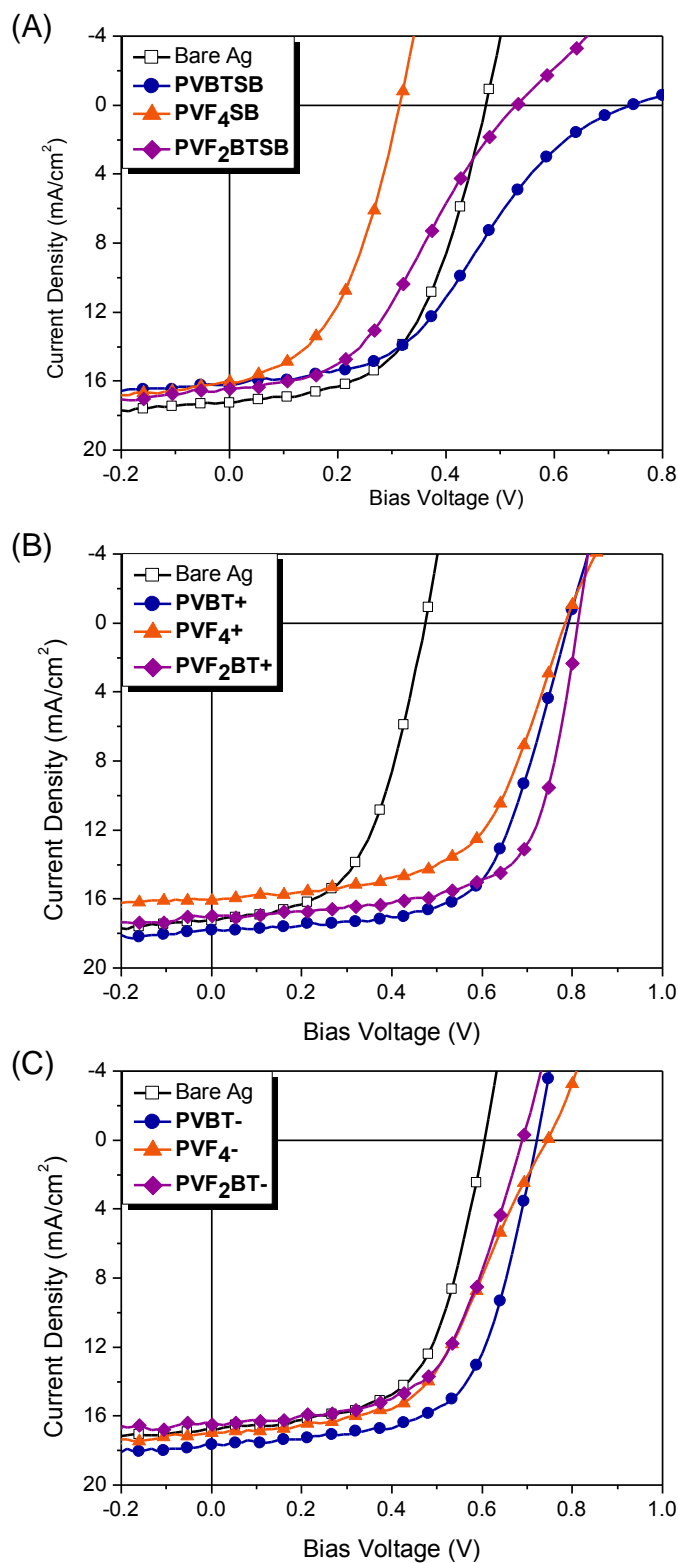 (A)
Bare Ag
PVBTSB
PVF₄SB
PVF₂BTSB
-4
0
4
8
12
16
20
Current Density (mA/cm²)
-0.2 0.0 0.2 0.4 0.6 0.8
Bias Voltage (V)
(B)
Bare Ag
PVBT+
PVF₄+
PVF₂BT+
-4
0
4
8
12
16
20
Current Density (mA/cm²)
-0.2 0.0 0.2 0.4 0.6 0.8 1.0
Bias Voltage (V)
(C)
Bare Ag
PVBT-
PVF₄-
PVF₂BT-
-4
0
4
8
12
16
20
Current Density (mA/cm²)
-0.2 0.0 0.2 0.4 0.6 0.8 1.0
Bias Voltage (V)